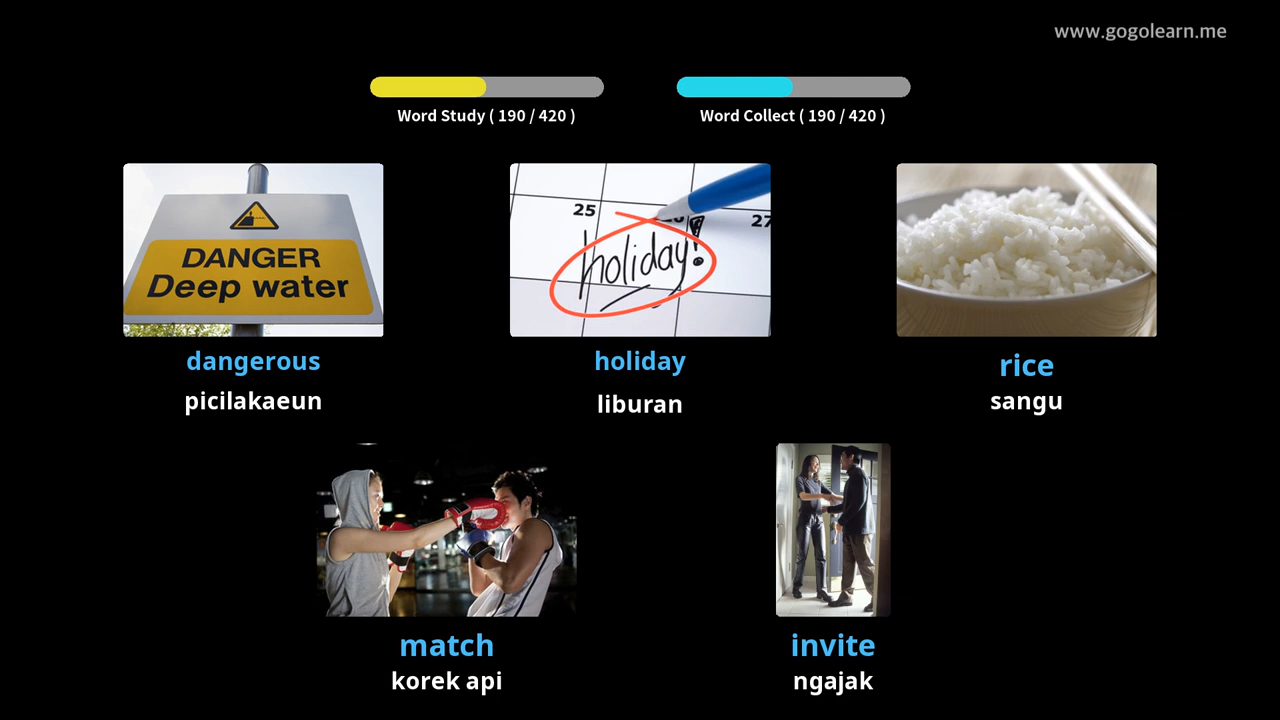 www.gogolearn.me
Word Study ( 190 / 420 )
Word Collect ( 190 / 420 )
DANGER
Deep water
25
27
holiday!
dangerous
holiday
rice
picilakaeun
liburan
sangu
match
invite
korek api
ngajak